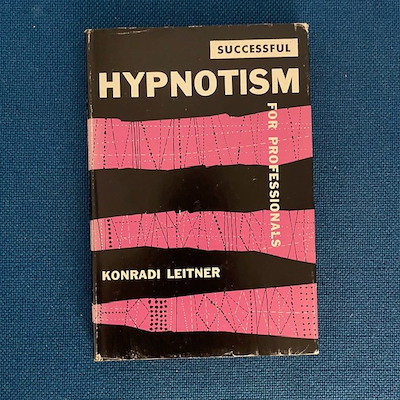 SUCCESSFUL
HYPNOTISM
FOR PROFESSIONALS
KONRADI LEITNER